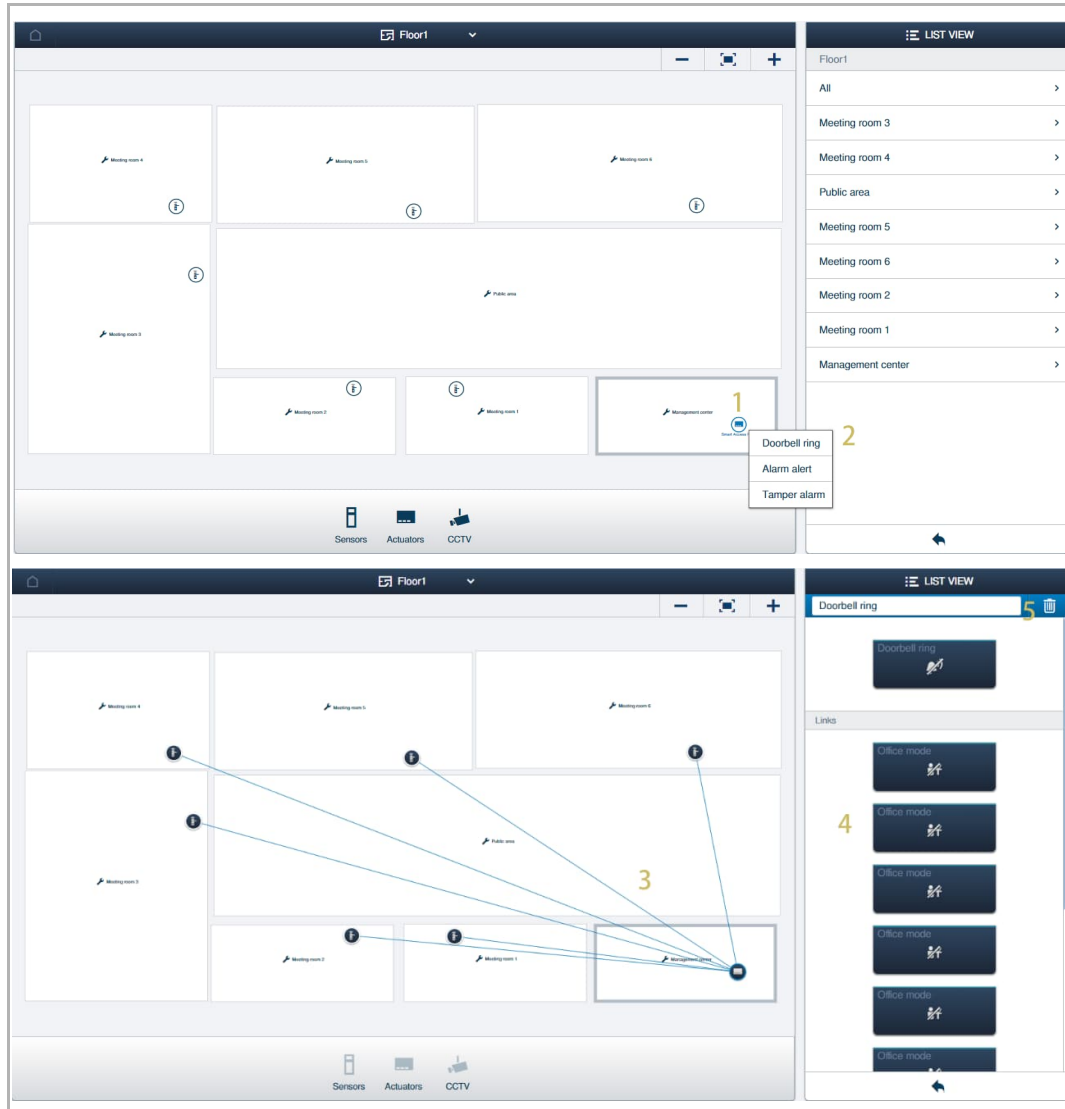 Floor1
LIST VIEW
Floor1
All
Meeting room 3
Meeting room 4
Public area
Meeting room 5
Meeting room 6
Meeting room 2
Meeting room 1
Management center
Meeting room 4
Meeting room 5
Meeting room 6
Public area
Meeting room 3
Meeting room 2
Meeting room 1
Management center
1
Smart Access
Doorbell ring
Alarm alert
Tamper alarm
2
Sensors Actuators CCTV
Floor1
LIST VIEW
Doorbell ring
5
Doorbell ring
Links
Office mode
Office mode
Office mode
Office mode
Office mode
Office mode
4
Meeting room 4
Meeting room 5
Meeting room 6
Public area
3
Meeting room 3
Meeting room 2
Meeting room 1
Management center
Sensors Actuators CCTV